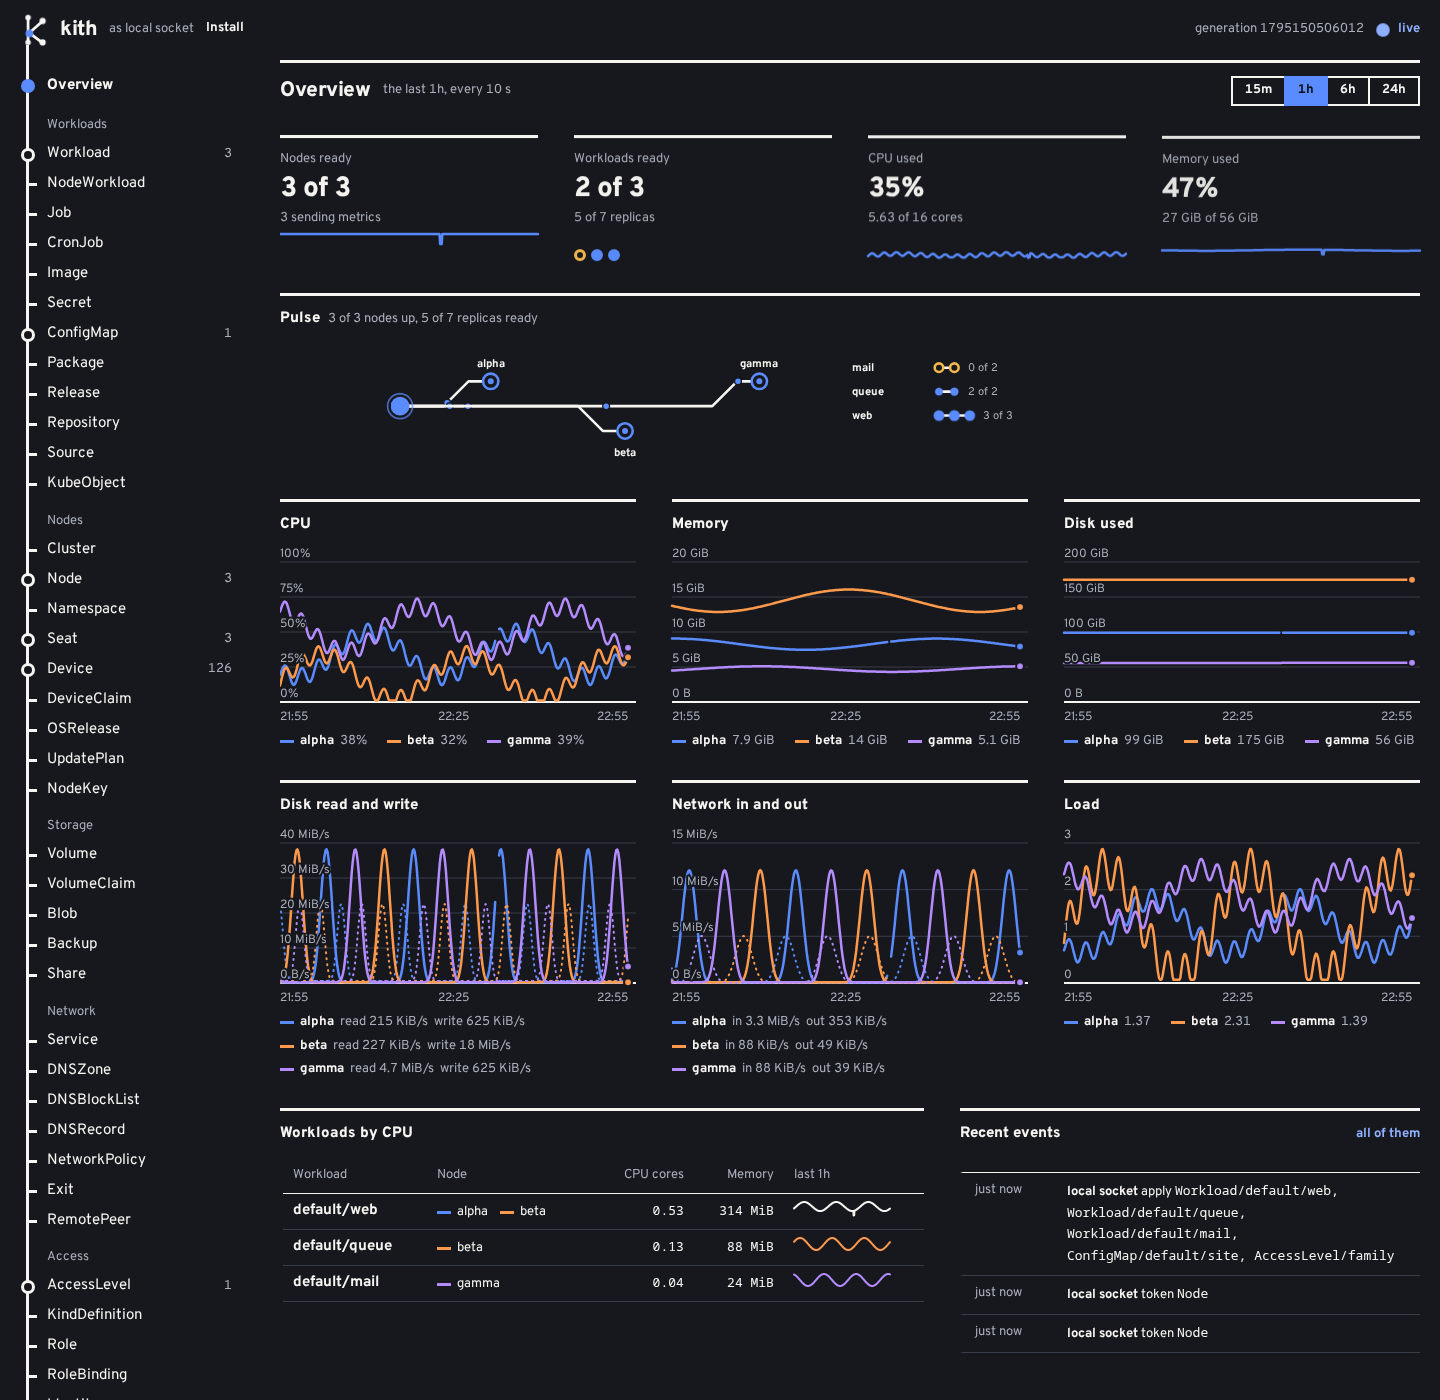 kith as local socket Install
generation 1795150506012 live
Overview
Workloads
Workload 3
NodeWorkload
Job
CronJob
Image
Secret
ConfigMap 1
Package
Release
Repository
Source
KubeObject
Nodes
Cluster
Node 3
Namespace
Seat 3
Device 126
DeviceClaim
OSRelease
UpdatePlan
NodeKey
Storage
Volume
VolumeClaim
Blob
Backup
Share
Network
Service
DNSZone
DNSBlockList
DNSRecord
NetworkPolicy
Exit
RemotePeer
Access
AccessLevel 1
KindDefinition
Role
RoleBinding
Overview the last 1h, every 10 s
15m 1h 6h 24h
Nodes ready
3 of 3
3 sending metrics
Workloads ready
2 of 3
5 of 7 replicas
CPU used
35%
5.63 of 16 cores
Memory used
47%
27 GiB of 56 GiB
Pulse 3 of 3 nodes up, 5 of 7 replicas ready
alpha
gamma
beta
mail 0 of 2
queue 2 of 2
web 3 of 3
CPU
100%
75%
50%
25%
0%
21:55 22:25 22:55
alpha 38% beta 32% gamma 39%
Memory
20 GiB
15 GiB
10 GiB
5 GiB
0 B
21:55 22:25 22:55
alpha 7.9 GiB beta 14 GiB gamma 5.1 GiB
Disk used
200 GiB
150 GiB
100 GiB
50 GiB
0 B
21:55 22:25 22:55
alpha 99 GiB beta 175 GiB gamma 56 GiB
Disk read and write
40 MiB/s
30 MiB/s
20 MiB/s
10 MiB/s
0 B/s
21:55 22:25 22:55
alpha read 215 KiB/s write 625 KiB/s
beta read 227 KiB/s write 18 MiB/s
gamma read 4.7 MiB/s write 625 KiB/s
Network in and out
15 MiB/s
10 MiB/s
5 MiB/s
0 B/s
21:55 22:25 22:55
alpha in 3.3 MiB/s out 353 KiB/s
beta in 88 KiB/s out 49 KiB/s
gamma in 88 KiB/s out 39 KiB/s
Load
3
2
1
0
21:55 22:25 22:55
alpha 1.37 beta 2.31 gamma 1.39
Workloads by CPU
Workload Node CPU cores Memory last 1h
default/web alpha beta 0.53 314 MiB
default/queue beta 0.13 88 MiB
default/mail gamma 0.04 24 MiB
Recent events all of them
just now local socket apply Workload/default/web,
Workload/default/queue,
Workload/default/mail,
ConfigMap/default/site, AccessLevel/family
just now local socket token Node
just now local socket token Node